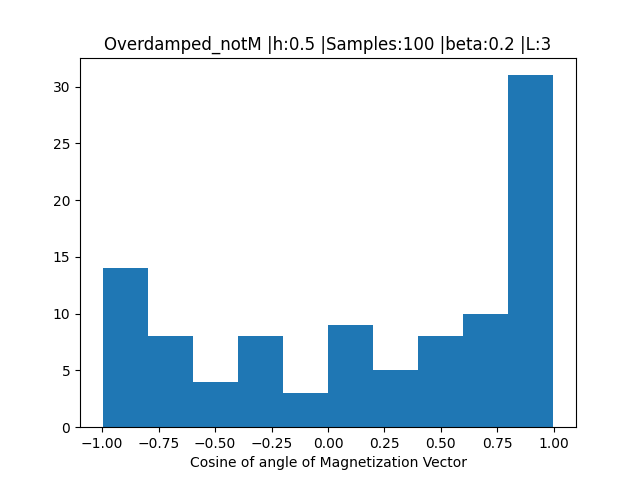 Overdamped_notM |h:0.5 |Samples:100 |beta:0.2 |L:3
30
25
20
15
10
5
0
−1.00 −0.75 −0.50 −0.25 0.00 0.25 0.50 0.75 1.00
Cosine of angle of Magnetization Vector